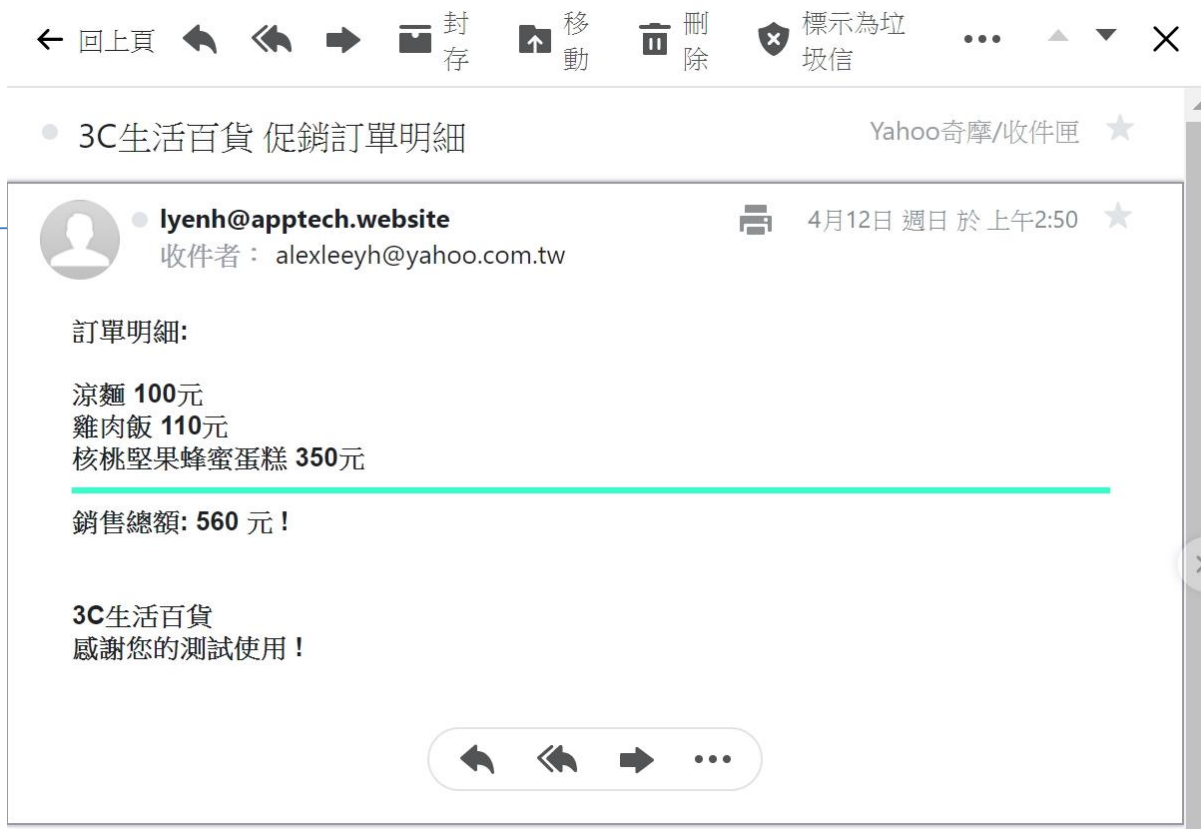 回上頁
封存
移動
刪除
標示為垃圾信
3C生活百貨 促銷訂單明細
Yahoo奇摩/收件匣
lyenh@apptech.website
4月12日 週日 於 上午2:50
收件者： alexleeyh@yahoo.com.tw
訂單明細:
涼麵 100元
雞肉飯 110元
核桃堅果蜂蜜蛋糕 350元
銷售總額: 560 元 !
3C生活百貨
感謝您的測試使用 !